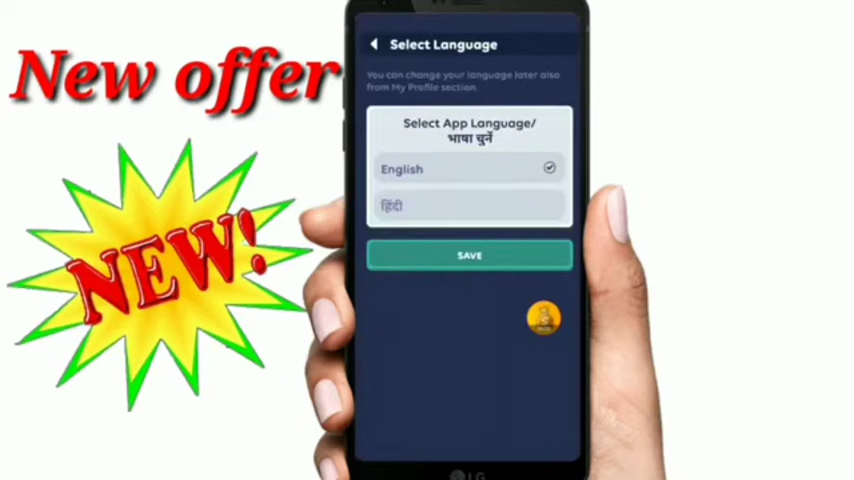 New offer
NEW!
Select Language
You can change your language later also
from My Profile section.
Select App Language/
भाषा चुनें
English
हिंदी
SAVE
LG